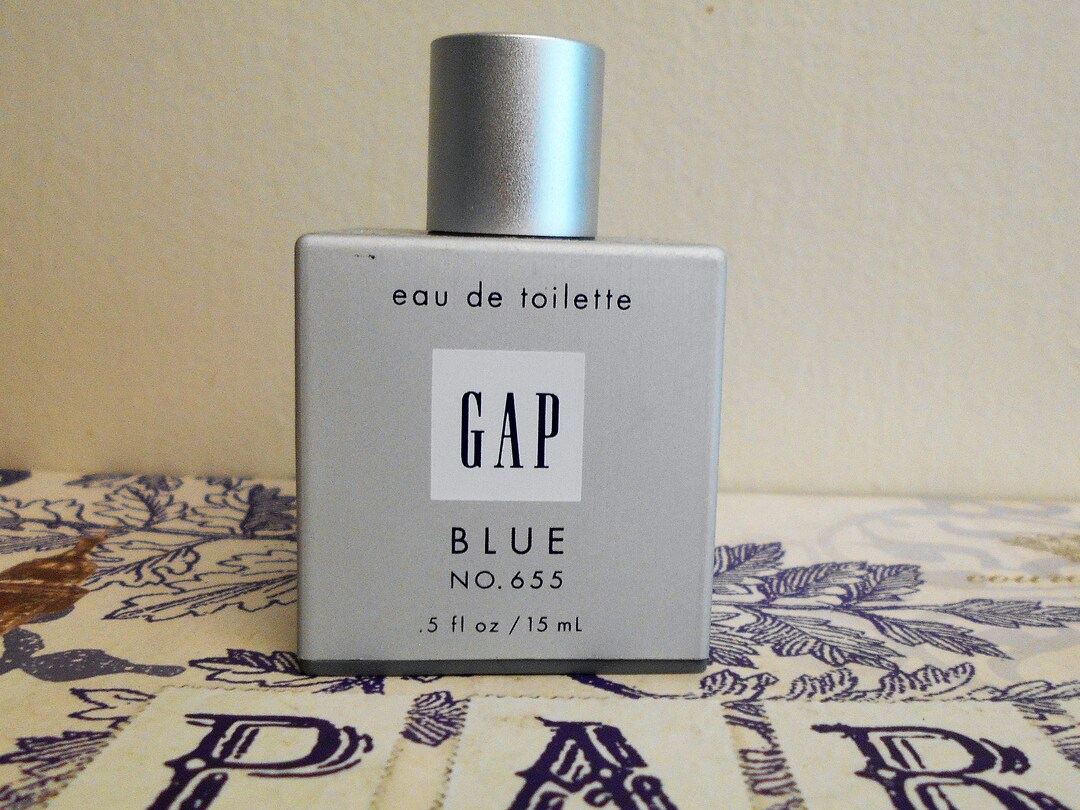 eau de toilette
GAP
BLUE
NO. 655
.5 fl oz / 15 mL
P A R